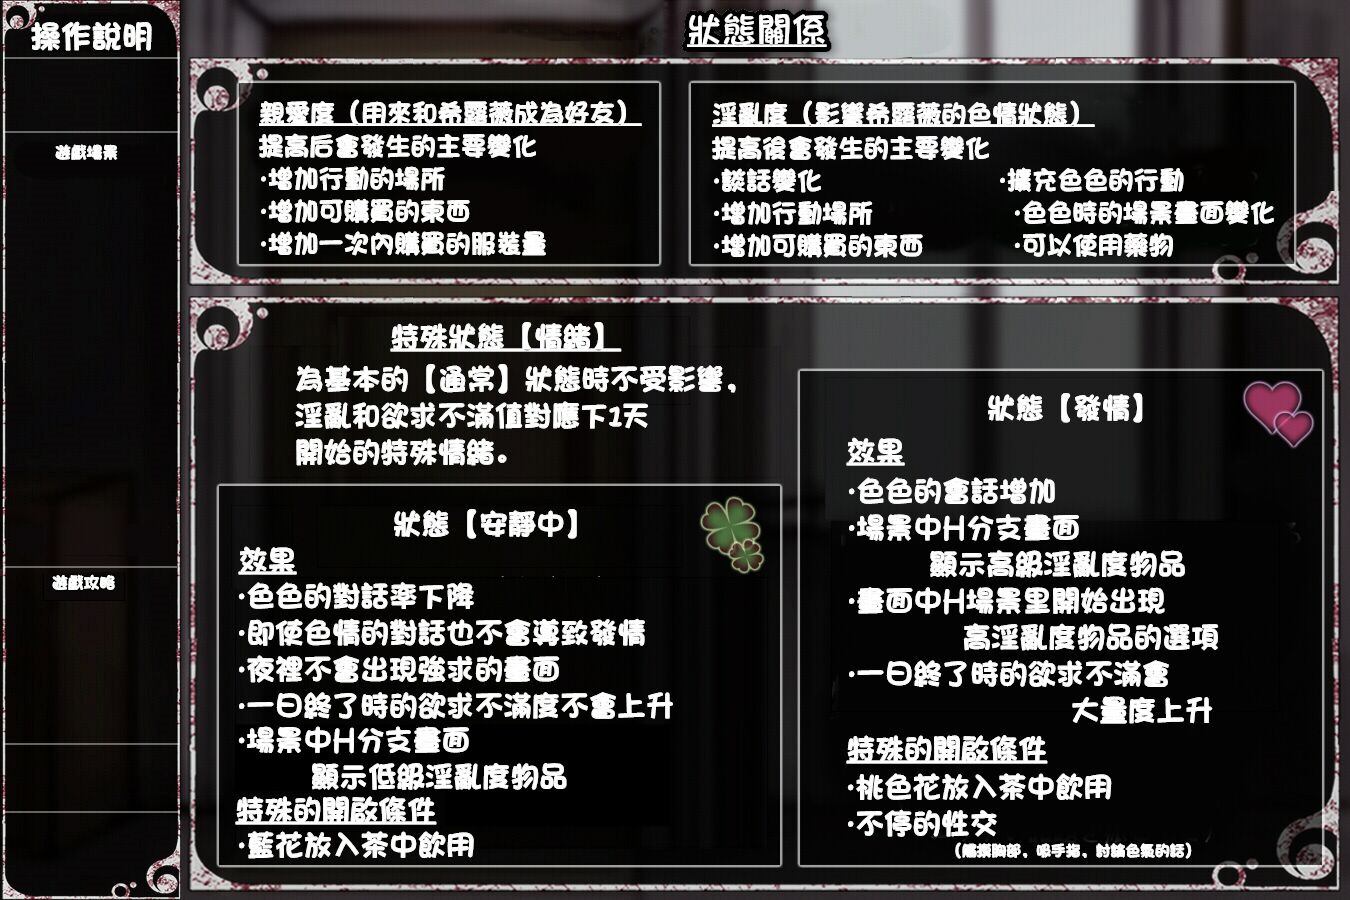 操作說明
遊戲場景
遊戲攻略
狀態關係
親愛度（用來和希蘿薇成為好友）
提高后會發生的主要變化
·增加行動的場所
·增加可購買的東西
·增加一次內購買的服裝量
淫亂度（影響希蘿薇的色情狀態）
提高後會發生的主要變化
·談話變化
·增加行動場所
·增加可購買的東西
·擴充色色的行動
·色色時的場景畫面變化
·可以使用藥物
特殊狀態【情緒】
為基本的【通常】狀態時不受影響，
淫亂和欲求不滿值對應下1天
開始的特殊情緒。
狀態【安靜中】
效果
·色色的對話率下降
·即使色情的對話也不會導致發情
·夜裡不會出現強求的畫面
·一日終了時的欲求不滿度不會上升
·場景中H分支畫面
顯示低級淫亂度物品
特殊的開啟條件
·藍花放入茶中飲用
狀態【發情】
效果
·色色的會話增加
·場景中H分支畫面
顯示高級淫亂度物品
·畫面中H場景里開始出現
高淫亂度物品的選項
·一日終了時的欲求不滿會
大量度上升
特殊的開啟條件
·桃色花放入茶中飲用
·不停的性交
（觸摸胸部，吸手指，討論色氣的話）